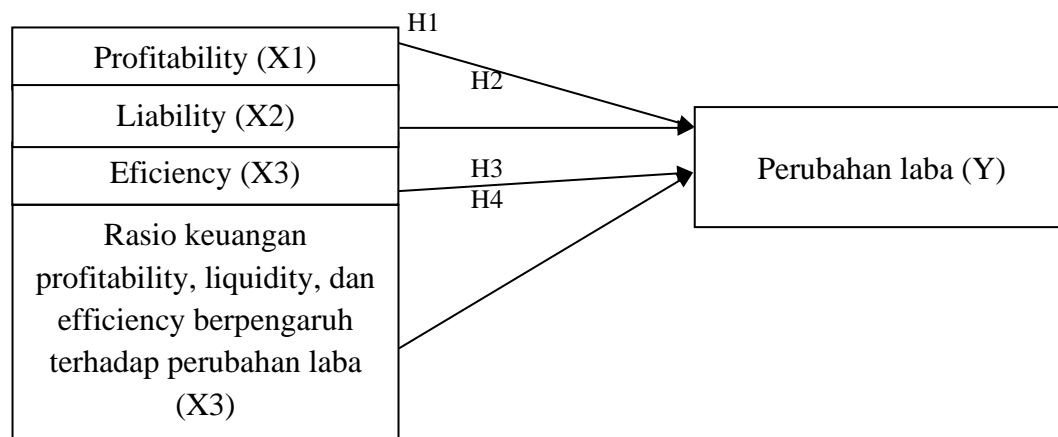 H1
Profitability (X1)
H2
Liability (X2)
Eficiency (X3)
H3
H4
Perubahan laba (Y)
Rasio keuangan
profitability, liquidity, dan
efficiency berpengaruh
terhadap perubahan laba
(X3)